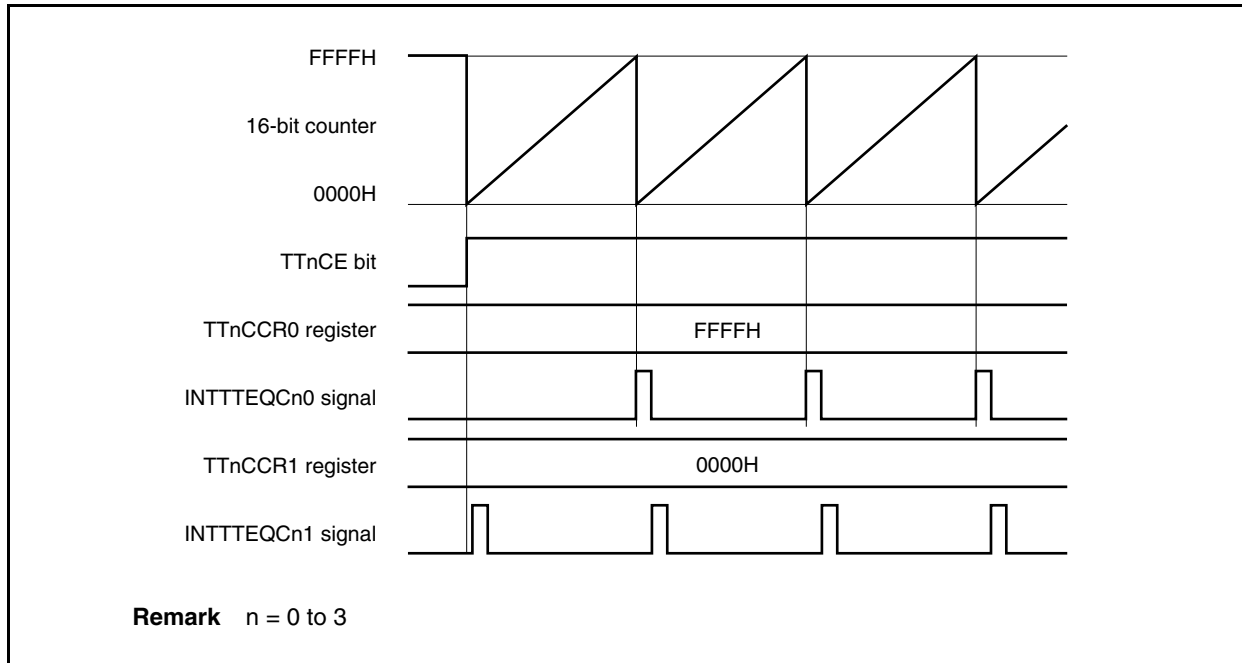 FFFFH
16-bit counter
0000H
TTnCE bit
TTnCCR0 register
FFFFH
INTTTEQCn0 signal
TTnCCR1 register
0000H
INTTTEQCn1 signal
Remark n = 0 to 3